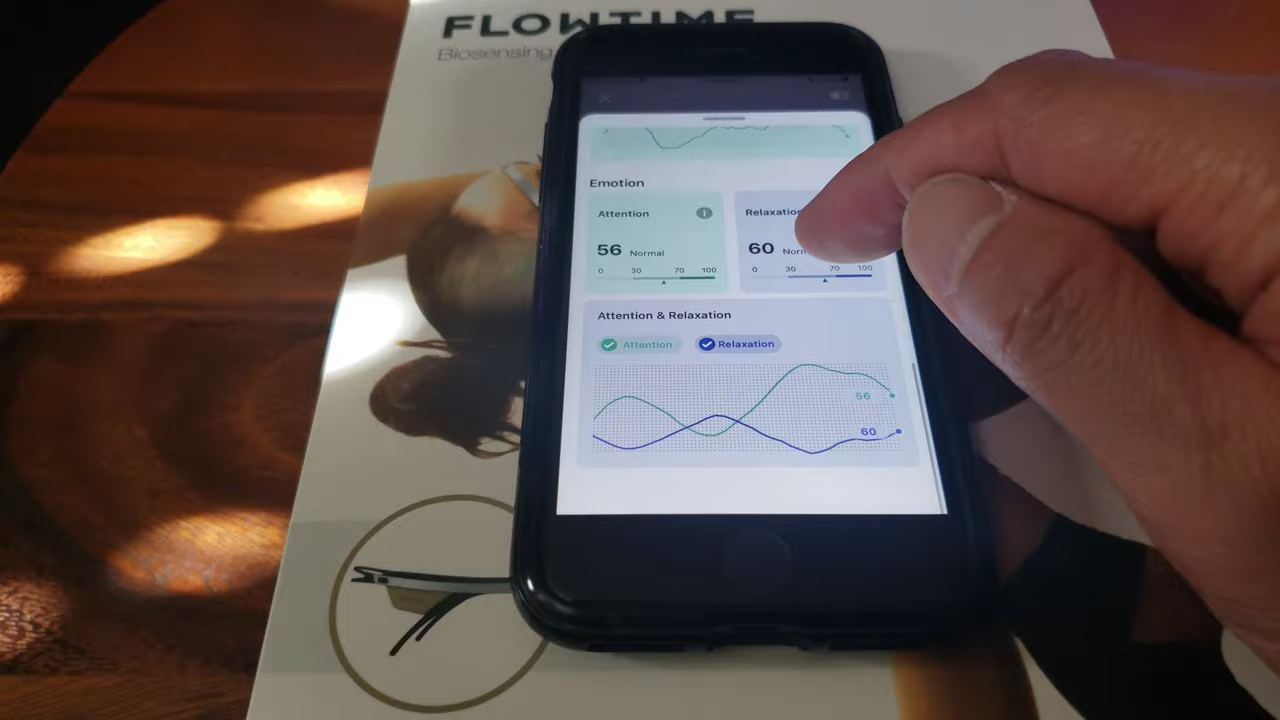 FLOWTIME
Biosensing
Emotion
Attention
56 Normal
0 30 70 100
Relaxation
60
0 30 70 100
Attention & Relaxation
Attention Relaxation
56
60